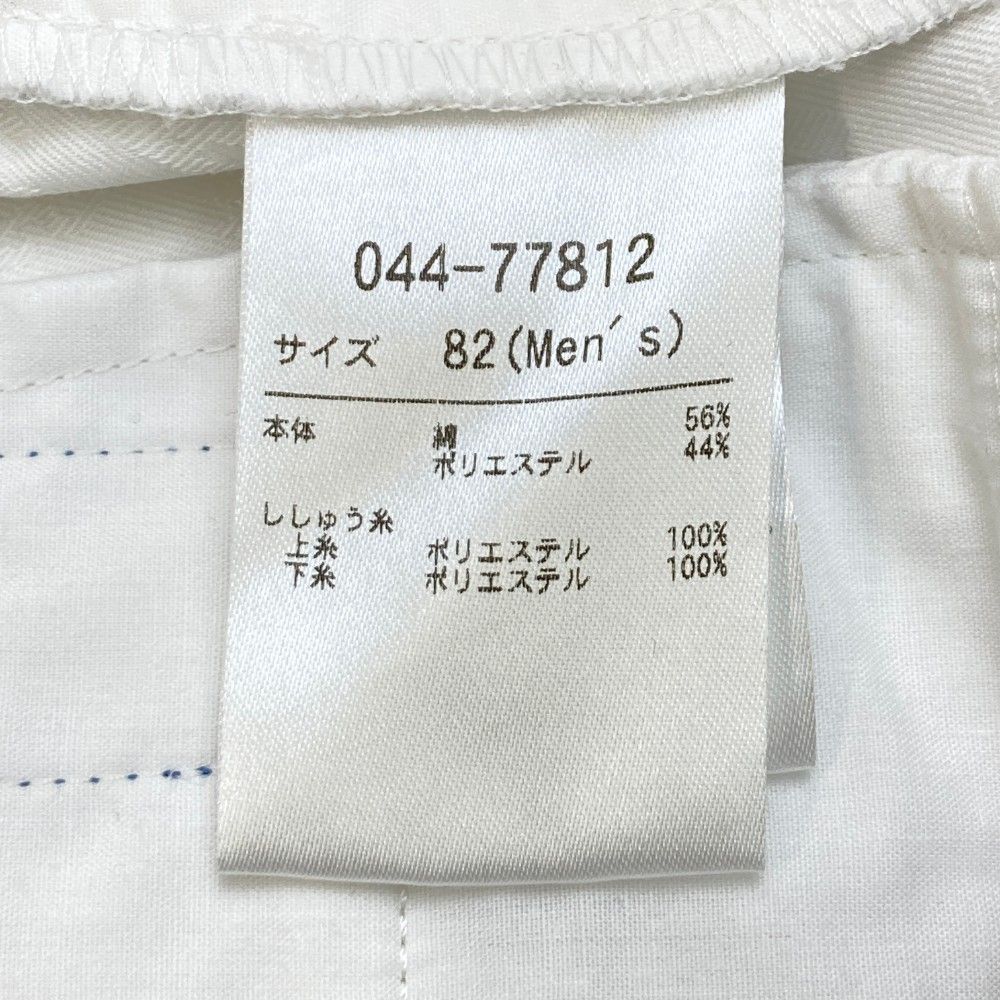 044-77812
サイズ 82(Men's)
本体 綿 56%
ポリエステル 44%
ししゅう糸
上糸 ポリエステル 100%
下糸 ポリエステル 100%